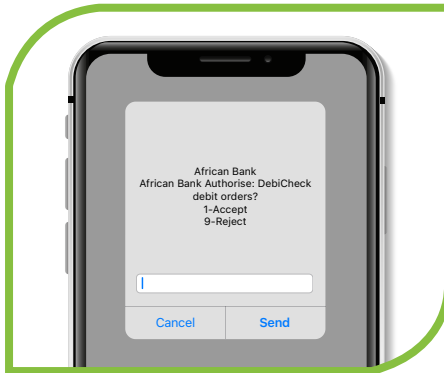 African Bank
African Bank Authorise: DebiCheck
debit orders?
1-Accept
9-Reject
Cancel
Send